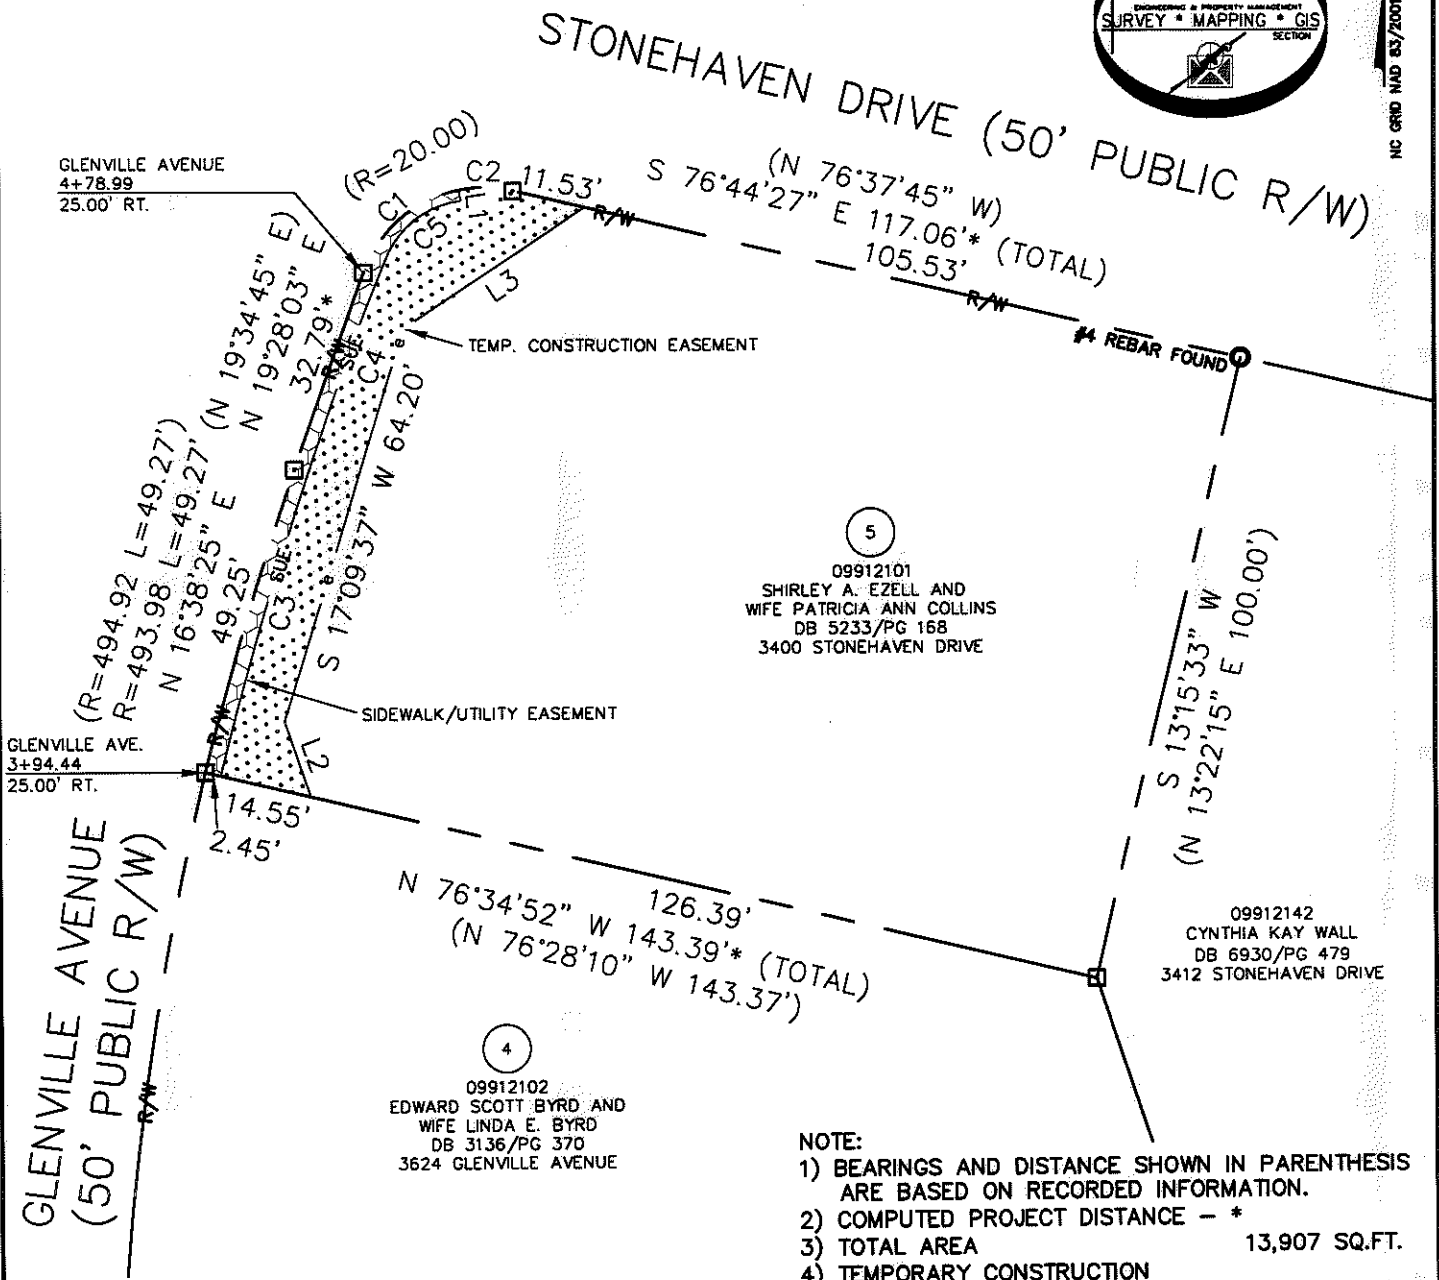 ENGINEERING & PROPERTY MANAGEMENT
SURVEY * MAPPING * GIS
SECTION
NC GRID NAD 83/2001
STONEHAVEN DRIVE (50' PUBLIC R/W)
GLENVILLE AVENUE
4+78.99
25.00' RT.
(R=20.00)
C1
C2
C5
L1
11.53'
R/W
(N 76°37'45" W)
S 76°44'27" E 117.06'* (TOTAL)
105.53'
R/W
#4 REBAR FOUND
L3
TEMP. CONSTRUCTION EASEMENT
(N 19°34'45" E)
N 19°28'03" E
32.79'*
R/W
SUE
C4
e
S 17°09'37" W 64.20'
e
(R=494.92 L=49.27')
R=493.98 L=49.27'
N 16°38'25" E
49.25'
C3
SUE
R/W
SIDEWALK/UTILITY EASEMENT
L2
5
09912101
SHIRLEY A. EZELL AND
WIFE PATRICIA ANN COLLINS
DB 5233/PG 168
3400 STONEHAVEN DRIVE
S 13°15'33" W
(N 13°22'15" E 100.00')
GLENVILLE AVE.
3+94.44
25.00' RT.
14.55'
2.45'
126.39'
N 76°34'52" W 143.39'* (TOTAL)
(N 76°28'10" W 143.37')
09912142
CYNTHIA KAY WALL
DB 6930/PG 479
3412 STONEHAVEN DRIVE
GLENVILLE AVENUE
(50' PUBLIC R/W)
R/W
4
09912102
EDWARD SCOTT BYRD AND
WIFE LINDA E. BYRD
DB 3136/PG 370
3624 GLENVILLE AVENUE
NOTE:
1) BEARINGS AND DISTANCE SHOWN IN PARENTHESIS
ARE BASED ON RECORDED INFORMATION.
2) COMPUTED PROJECT DISTANCE - *
3) TOTAL AREA 13,907 SQ.FT.
4) TEMPORARY CONSTRUCTION